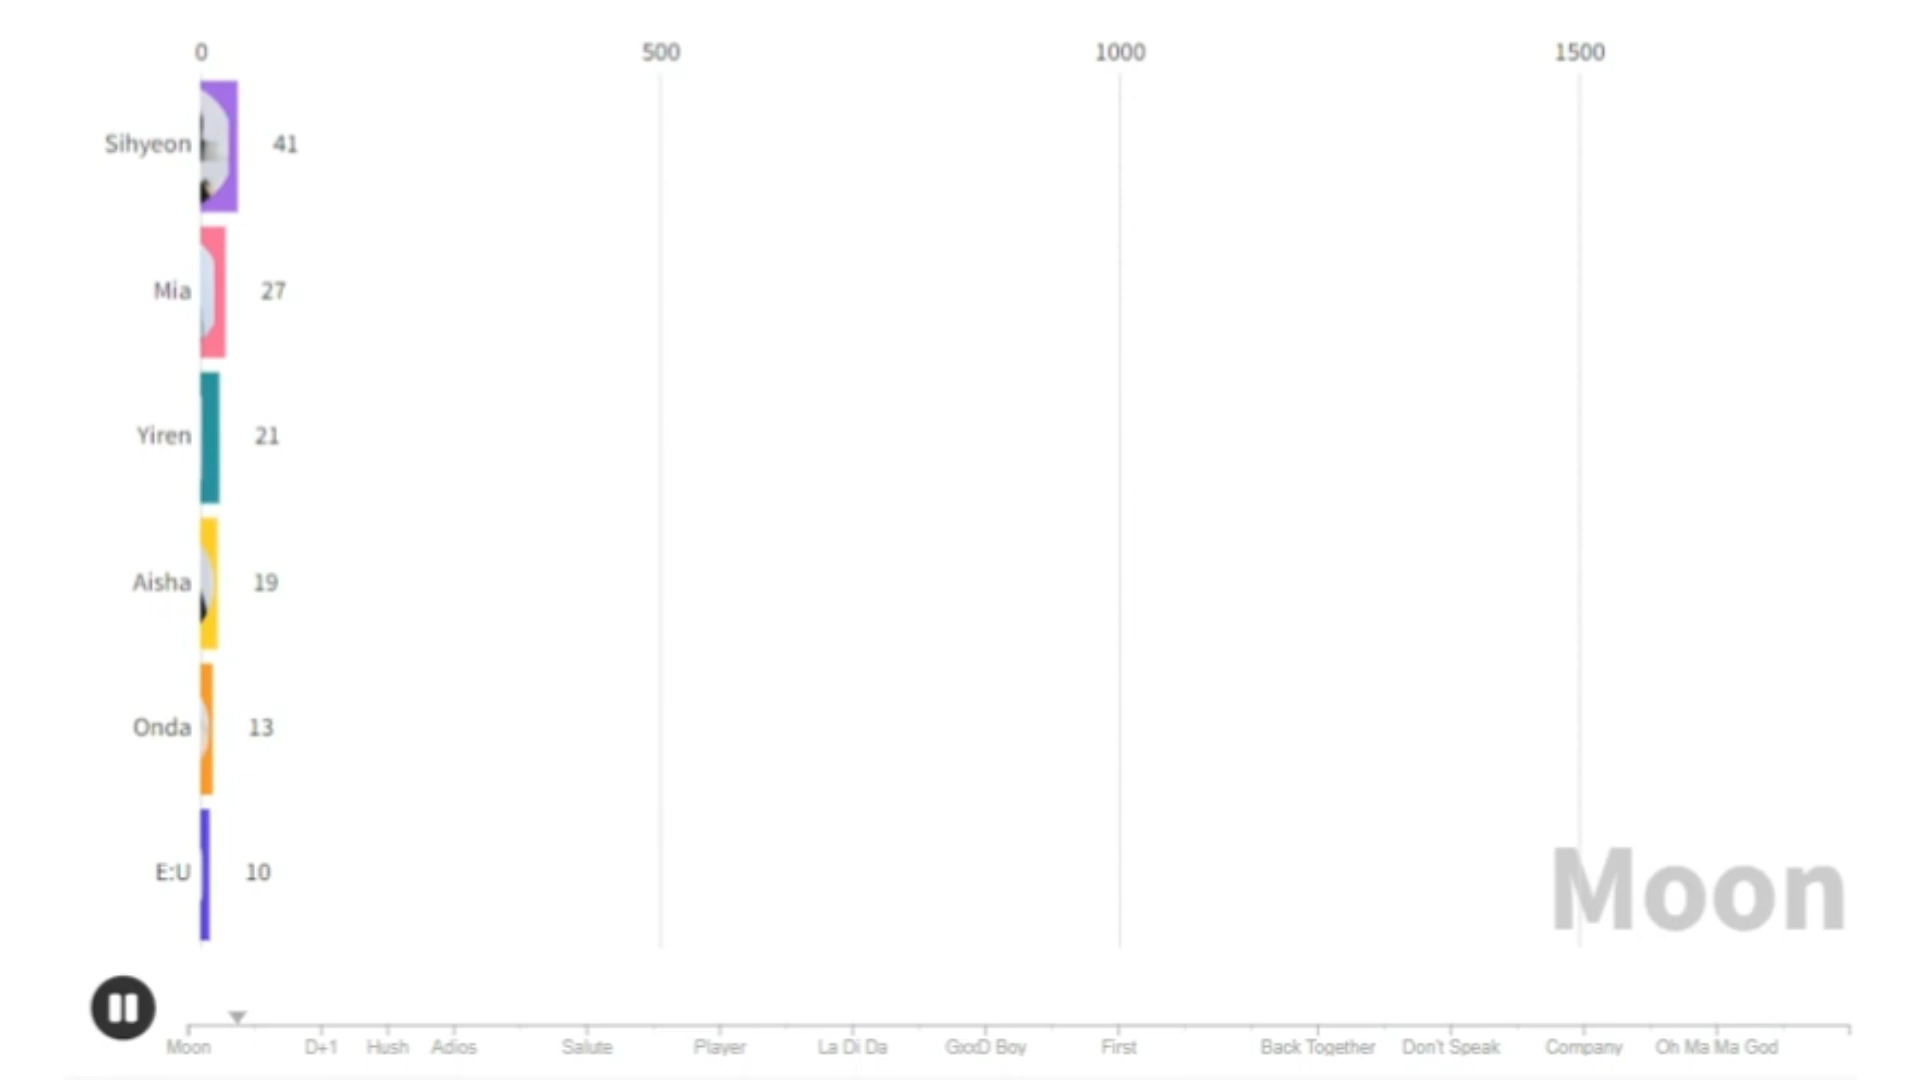 0 500 1000 1500
Sihyeon 41
Mia 27
Yiren 21
Aisha 19
Onda 13
E:U 10
Moon
Moon D+1 Hush Adios Salute Player La Di Da GxxD Boy First Back Together Don't Speak Company Oh Ma Ma God